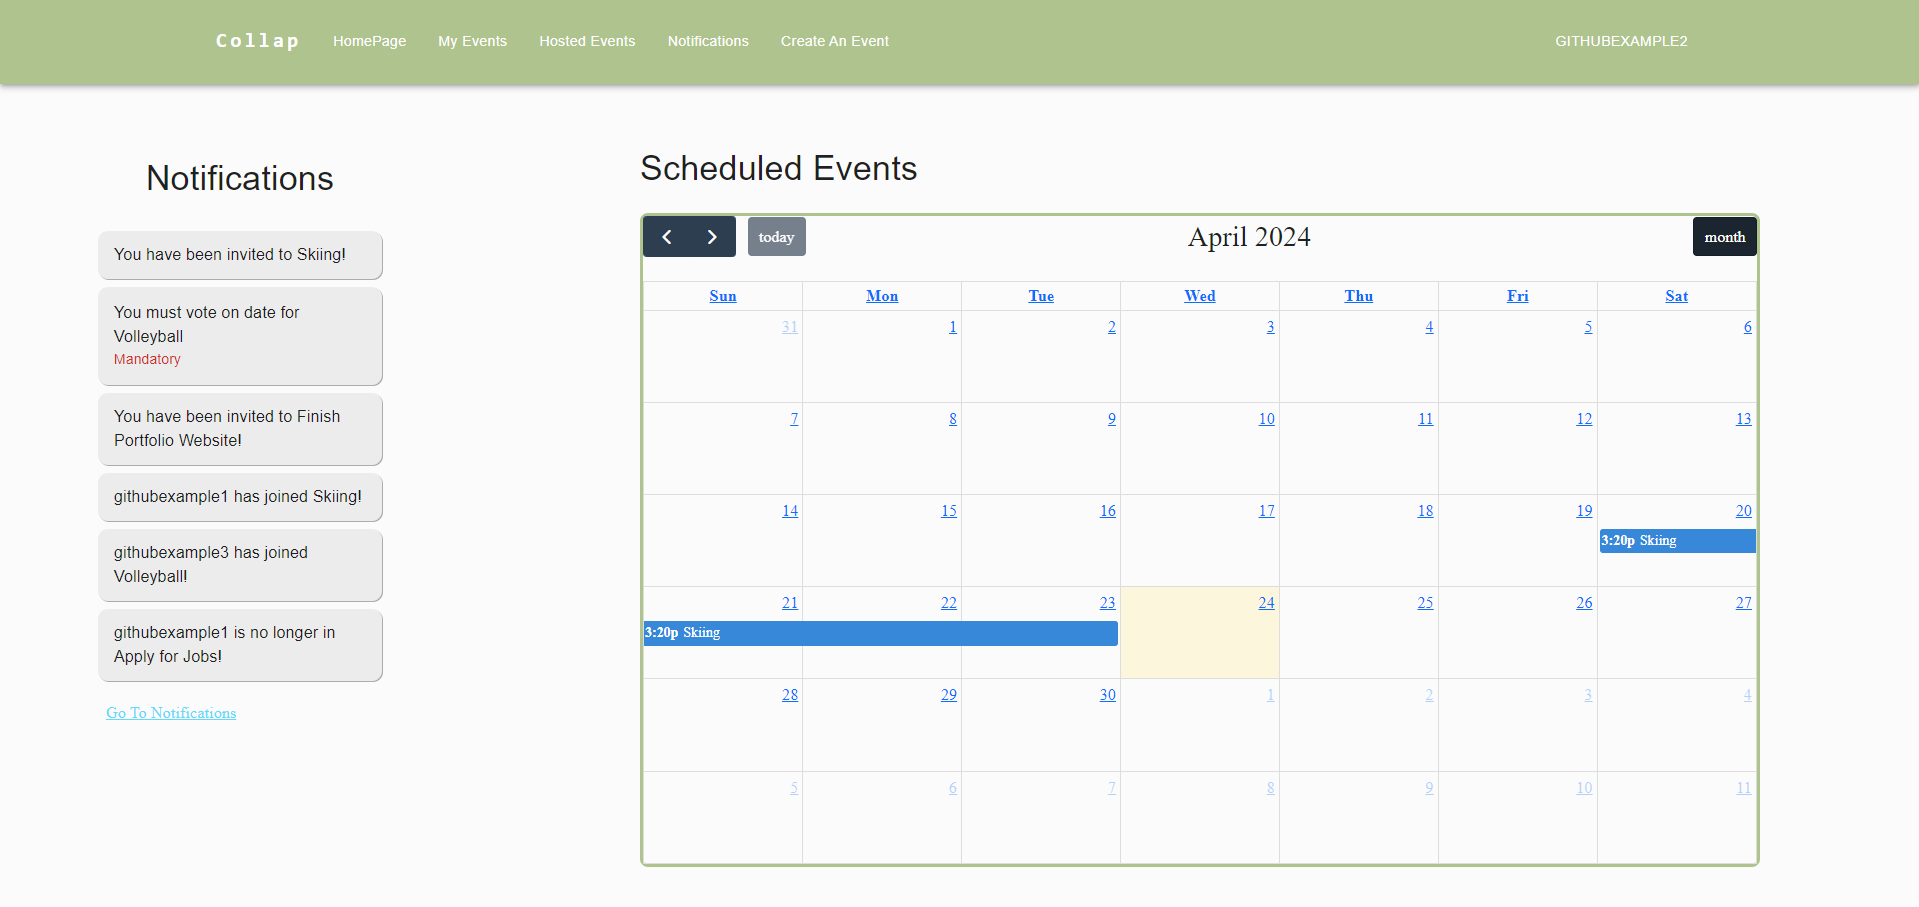 Collap HomePage My Events Hosted Events Notifications Create An Event GITHUBEXAMPLE2
Notifications
You have been invited to Skiing!
You must vote on date for
Volleyball
Mandatory
You have been invited to Finish
Portfolio Website!
githubexample1 has joined Skiing!
githubexample3 has joined
Volleyball!
githubexample1 is no longer in
Apply for Jobs!
Go To Notifications
Scheduled Events
today April 2024 month
Sun Mon Tue Wed Thu Fri Sat
31 1 2 3 4 5 6
7 8 9 10 11 12 13
14 15 16 17 18 19 20
3:20p Skiing
21 22 23 24 25 26 27
3:20p Skiing
28 29 30 1 2 3 4
5 6 7 8 9 10 11